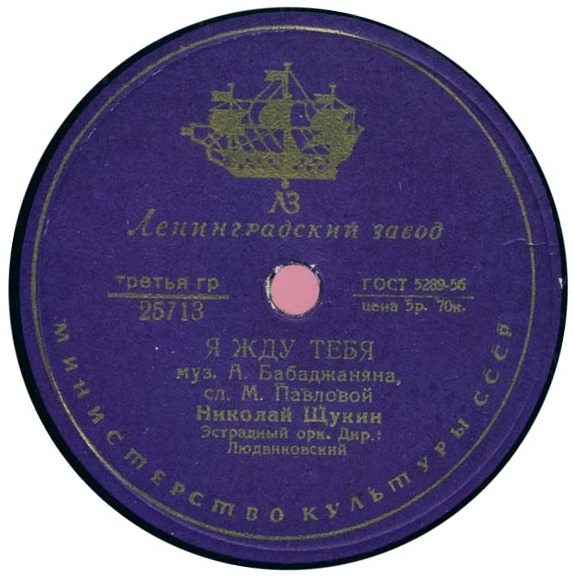 ЛЗ
Ленинградский завод
третья гр
25713
ГОСТ 5289-56
цена 5р. 70к.
Я ЖДУ ТЕБЯ
муз. А. Бабаджаняна,
сл. М. Павловой
Николай Щукин
Эстрадный орк. Дир.:
Людвиковский
МИНИСТЕРСТВО КУЛЬТУРЫ СССР